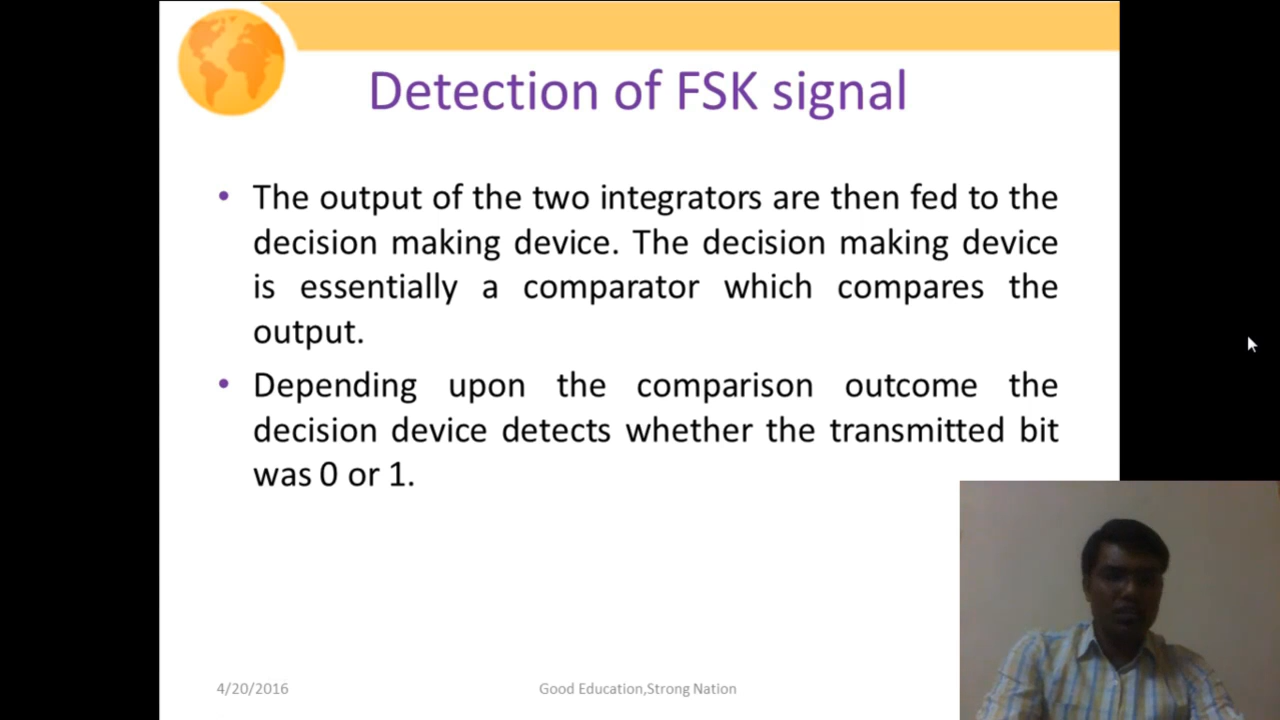 Detection of FSK signal
• The output of the two integrators are then fed to the
decision making device. The decision making device
is essentially a comparator which compares the
output.
• Depending upon the comparison outcome the
decision device detects whether the transmitted bit
was 0 or 1.
4/20/2016
Good Education,Strong Nation